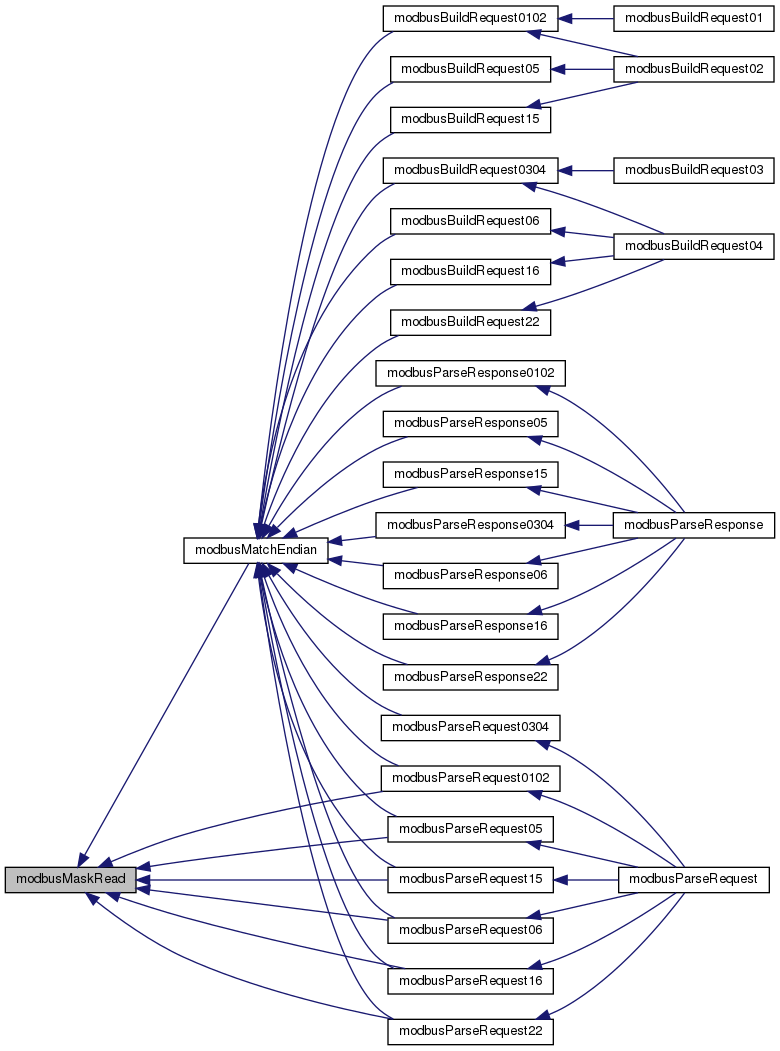 modbusBuildRequest0102
modbusBuildRequest01
modbusBuildRequest05
modbusBuildRequest02
modbusBuildRequest15
modbusBuildRequest0304
modbusBuildRequest03
modbusBuildRequest06
modbusBuildRequest04
modbusBuildRequest16
modbusBuildRequest22
modbusParseResponse0102
modbusParseResponse05
modbusParseResponse15
modbusParseResponse0304
modbusParseResponse
modbusMatchEndian
modbusParseResponse06
modbusParseResponse16
modbusParseResponse22
modbusParseRequest0304
modbusParseRequest0102
modbusParseRequest05
modbusMaskRead
modbusParseRequest15
modbusParseRequest
modbusParseRequest06
modbusParseRequest16
modbusParseRequest22